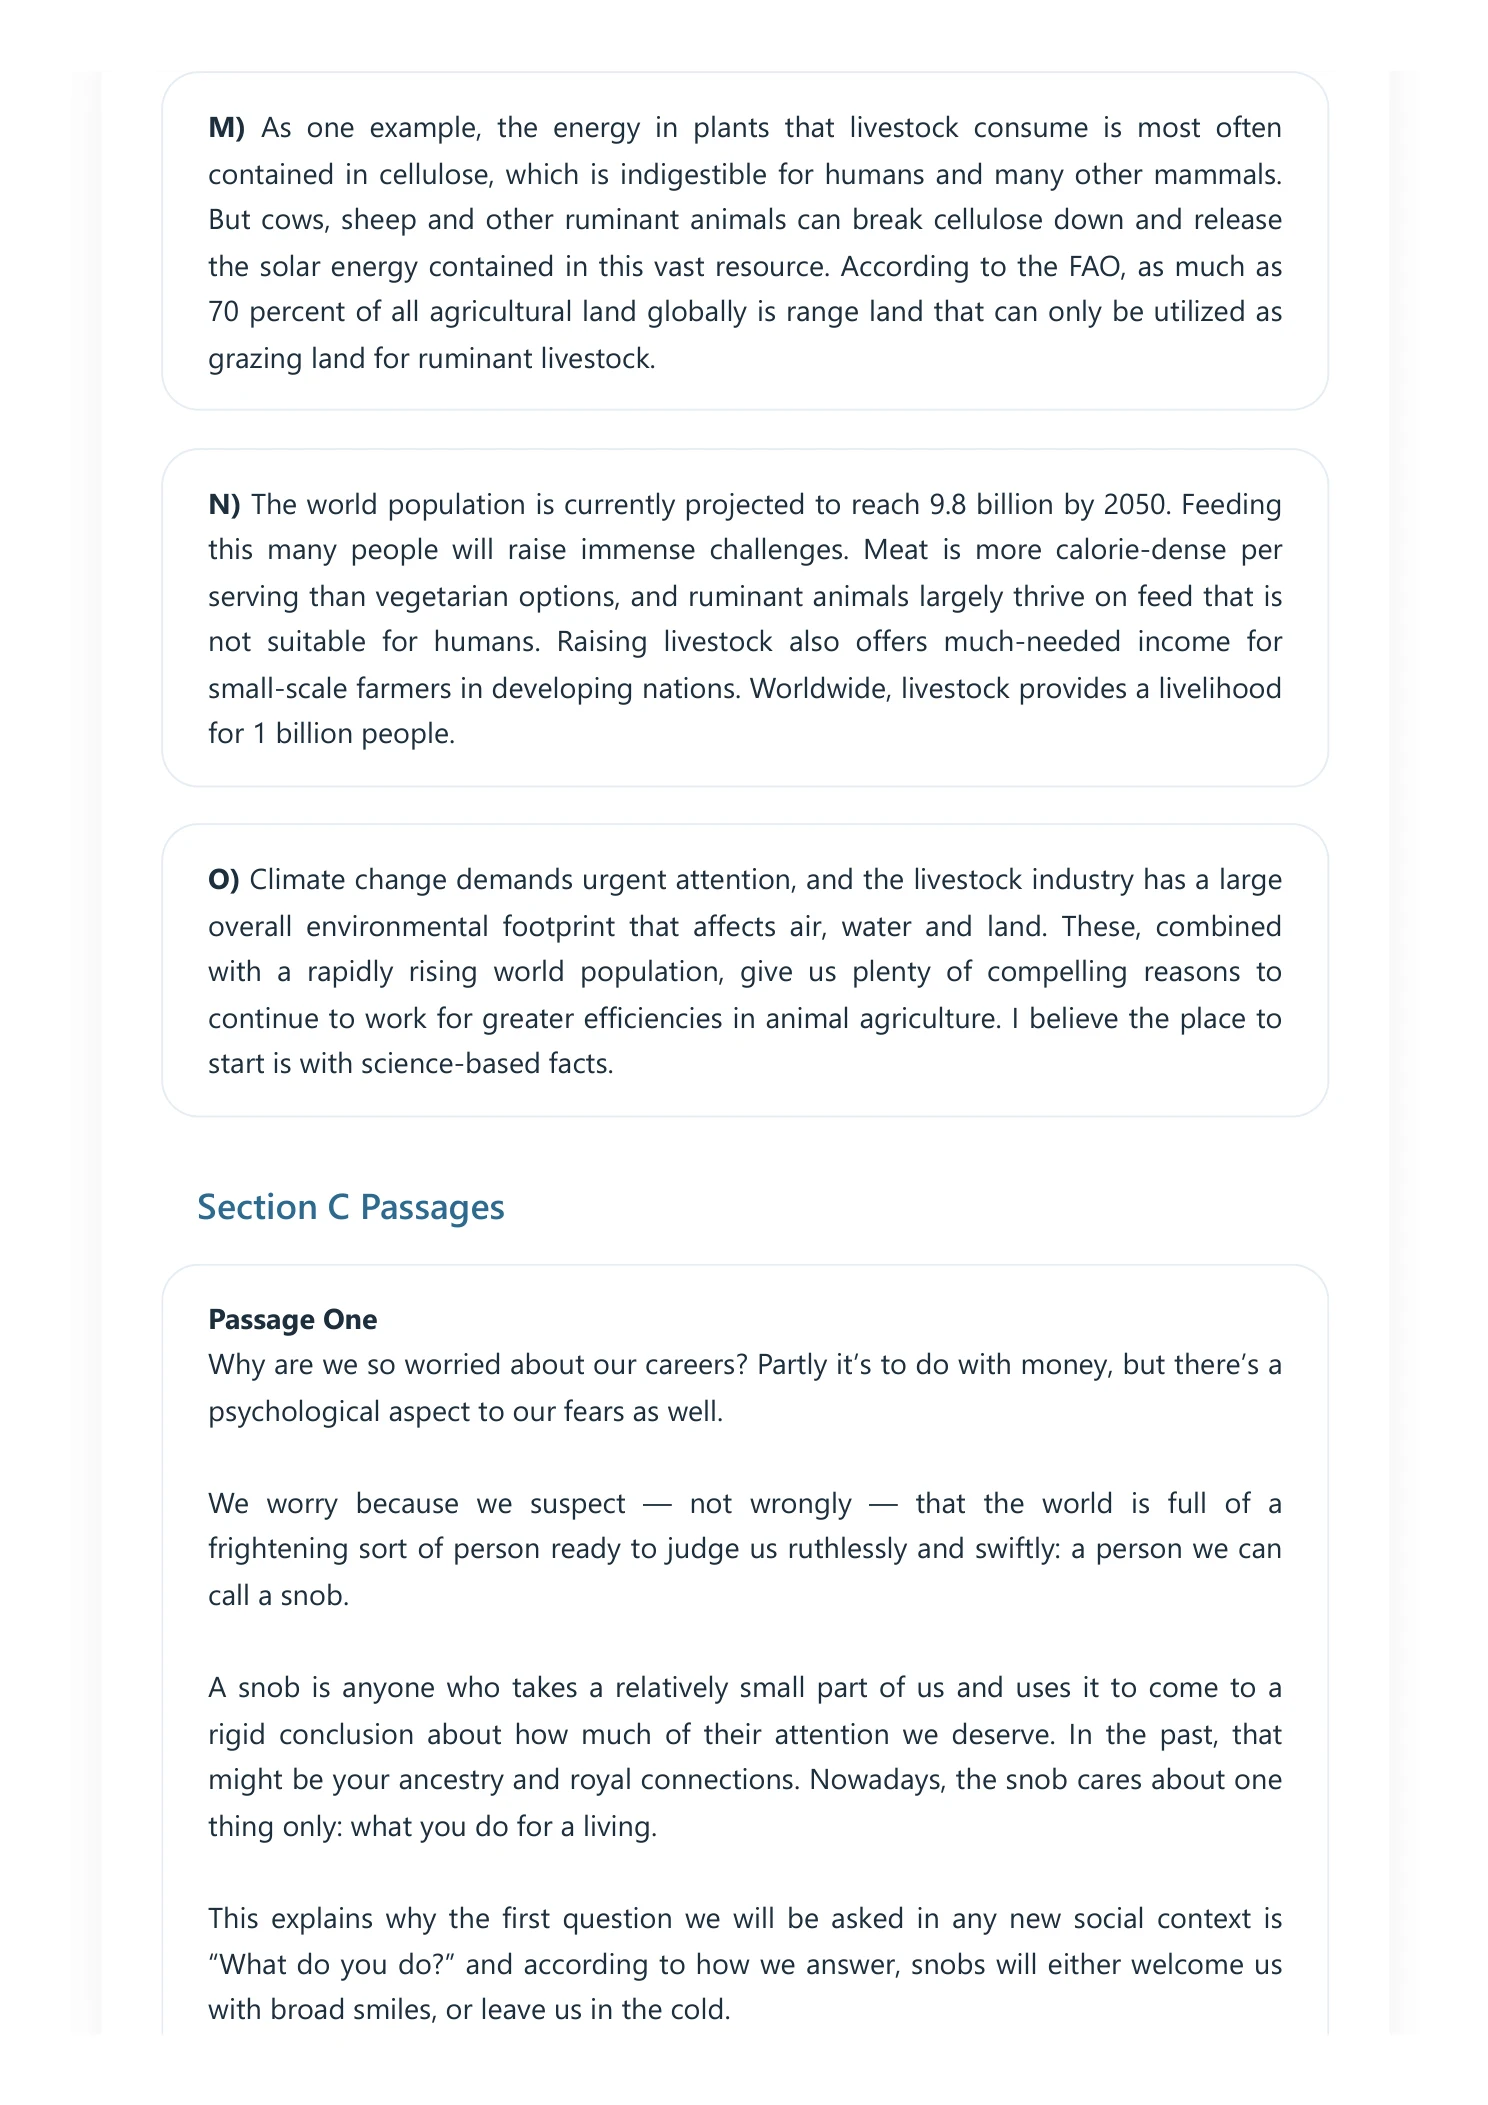 M) As one example, the energy in plants that livestock consume is most often
contained in cellulose, which is indigestible for humans and many other mammals.
But cows, sheep and other ruminant animals can break cellulose down and release
the solar energy contained in this vast resource. According to the FAO, as much as
70 percent of all agricultural land globally is range land that can only be utilized as
grazing land for ruminant livestock.
N) The world population is currently projected to reach 9.8 billion by 2050. Feeding
this many people will raise immense challenges. Meat is more calorie-dense per
serving than vegetarian options, and ruminant animals largely thrive on feed that is
not suitable for humans. Raising livestock also offers much-needed income for
small-scale farmers in developing nations. Worldwide, livestock provides a livelihood
for 1 billion people.
O) Climate change demands urgent attention, and the livestock industry has a large
overall environmental footprint that affects air, water and land. These, combined
with a rapidly rising world population, give us plenty of compelling reasons to
continue to work for greater efficiencies in animal agriculture. I believe the place to
start is with science-based facts.
Section C Passages
Passage One
Why are we so worried about our careers? Partly it’s to do with money, but there’s a
psychological aspect to our fears as well.
We worry because we suspect — not wrongly — that the world is full of a
frightening sort of person ready to judge us ruthlessly and swiftly: a person we can
call a snob.
A snob is anyone who takes a relatively small part of us and uses it to come to a
rigid conclusion about how much of their attention we deserve. In the past, that
might be your ancestry and royal connections. Nowadays, the snob cares about one
thing only: what you do for a living.
This explains why the first question we will be asked in any new social context is
“What do you do?” and according to how we answer, snobs will either welcome us
with broad smiles, or leave us in the cold.